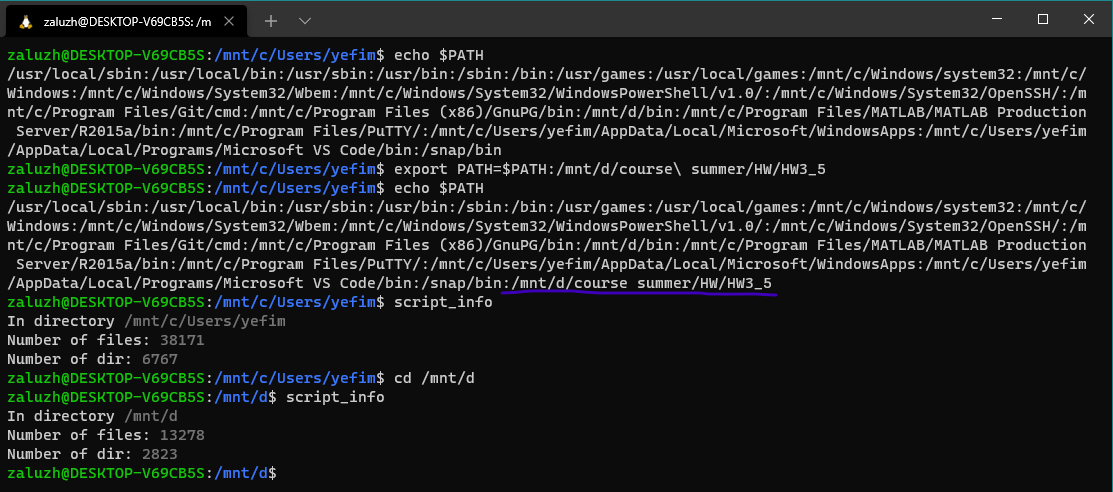 zaluzh@DESKTOP-V69CB5S: /m
zaluzh@DESKTOP-V69CB5S:/mnt/c/Users/yefim$ echo $PATH
/usr/local/sbin:/usr/local/bin:/usr/sbin:/usr/bin:/sbin:/bin:/usr/games:/usr/local/games:/mnt/c/Windows/system32:/mnt/c/
Windows:/mnt/c/Windows/System32/Wbem:/mnt/c/Windows/System32/WindowsPowerShell/v1.0/:/mnt/c/Windows/System32/OpenSSH/:/m
nt/c/Program Files/Git/cmd:/mnt/c/Program Files (x86)/GnuPG/bin:/mnt/d/bin:/mnt/c/Program Files/MATLAB/MATLAB Production
 Server/R2015a/bin:/mnt/c/Program Files/PuTTY/:/mnt/c/Users/yefim/AppData/Local/Microsoft/WindowsApps:/mnt/c/Users/yefim
/AppData/Local/Programs/Microsoft VS Code/bin:/snap/bin
zaluzh@DESKTOP-V69CB5S:/mnt/c/Users/yefim$ export PATH=$PATH:/mnt/d/course\ summer/HW/HW3_5
zaluzh@DESKTOP-V69CB5S:/mnt/c/Users/yefim$ echo $PATH
/usr/local/sbin:/usr/local/bin:/usr/sbin:/usr/bin:/sbin:/bin:/usr/games:/usr/local/games:/mnt/c/Windows/system32:/mnt/c/
Windows:/mnt/c/Windows/System32/Wbem:/mnt/c/Windows/System32/WindowsPowerShell/v1.0/:/mnt/c/Windows/System32/OpenSSH/:/m
nt/c/Program Files/Git/cmd:/mnt/c/Program Files (x86)/GnuPG/bin:/mnt/d/bin:/mnt/c/Program Files/MATLAB/MATLAB Production
 Server/R2015a/bin:/mnt/c/Program Files/PuTTY/:/mnt/c/Users/yefim/AppData/Local/Microsoft/WindowsApps:/mnt/c/Users/yefim
/AppData/Local/Programs/Microsoft VS Code/bin:/snap/bin:/mnt/d/course summer/HW/HW3_5
zaluzh@DESKTOP-V69CB5S:/mnt/c/Users/yefim$ script_info
In directory /mnt/c/Users/yefim
Number of files: 38171
Number of dir: 6767
zaluzh@DESKTOP-V69CB5S:/mnt/c/Users/yefim$ cd /mnt/d
zaluzh@DESKTOP-V69CB5S:/mnt/d$ script_info
In directory /mnt/d
Number of files: 13278
Number of dir: 2823
zaluzh@DESKTOP-V69CB5S:/mnt/d$